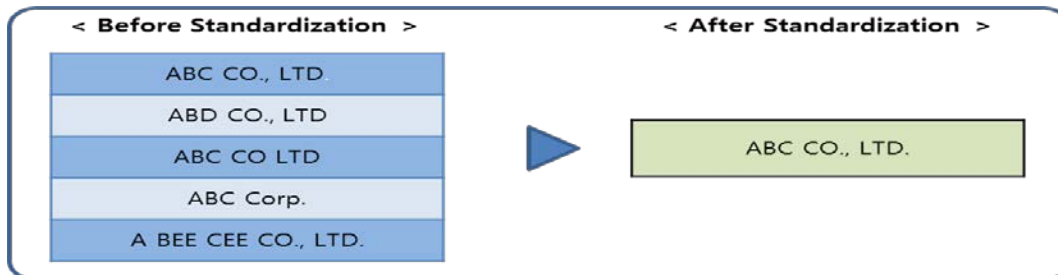 < Before Standardization >
ABC CO., LTD.
ABD CO., LTD
ABC CO LTD
ABC Corp.
A BEE CEE CO., LTD.
< After Standardization >
ABC CO., LTD.